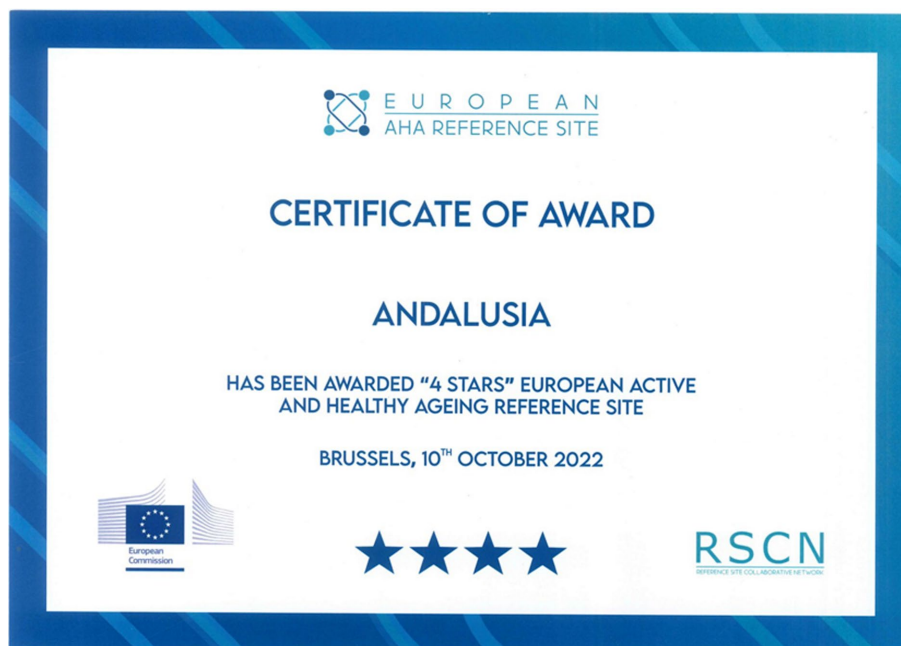 EUROPEAN
AHA REFERENCE SITE
CERTIFICATE OF AWARD
ANDALUSIA
HAS BEEN AWARDED “4 STARS” EUROPEAN ACTIVE
AND HEALTHY AGEING REFERENCE SITE
BRUSSELS, 10TH OCTOBER 2022
European
Commission
RSCN
REFERENCE SITE COLLABORATIVE NETWORK